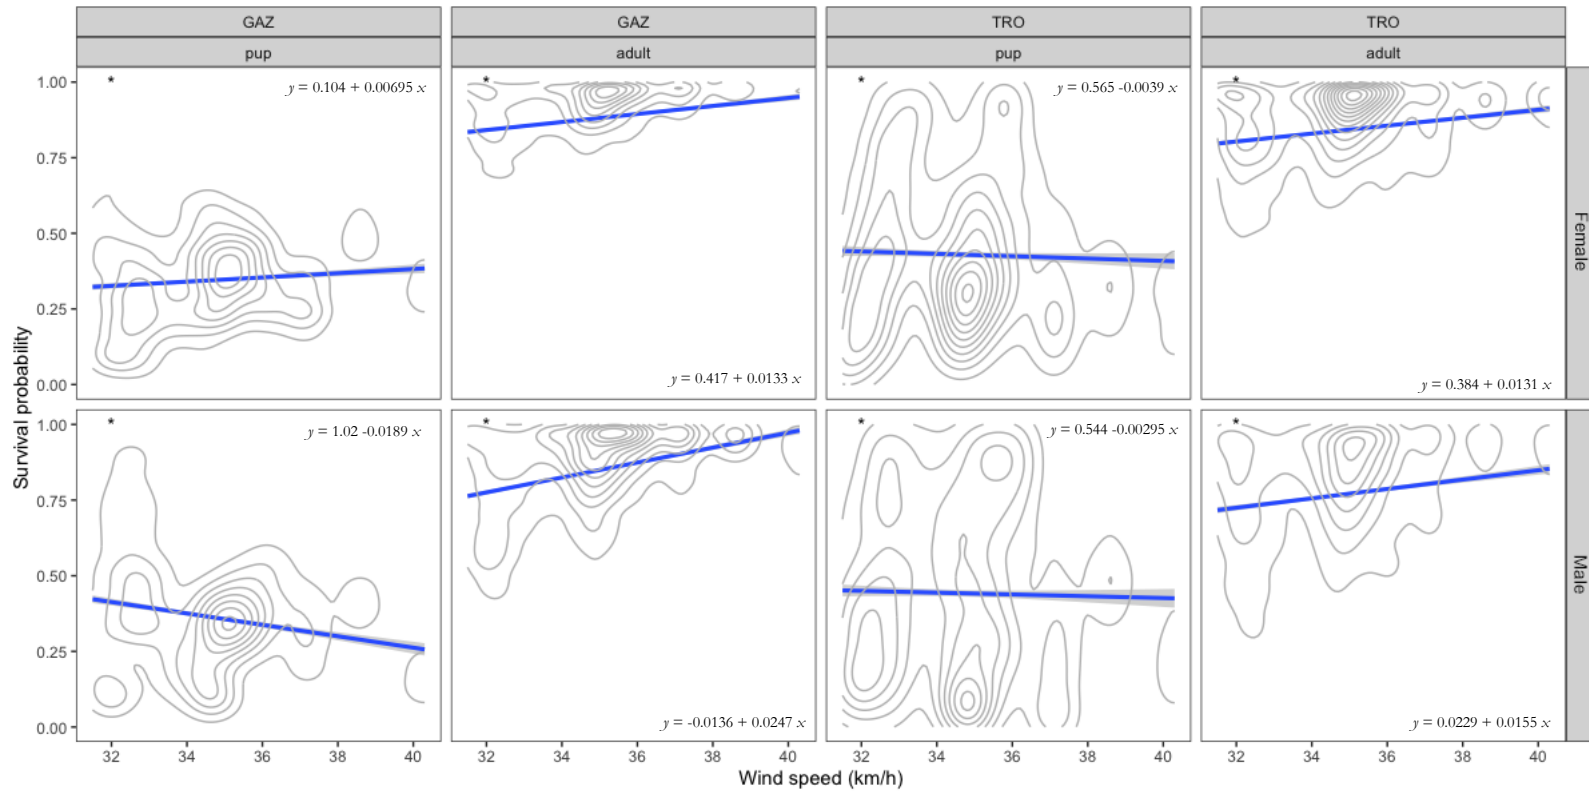 GAZ GAZ TRO TRO
pup adult pup adult
* * * *
1.00
y = 0.104 + 0.00695 x
y = 0.565 -0.0039 x
0.75
0.50
0.25
0.00
y = 0.417 + 0.0133 x
y = 0.384 + 0.0131 x
Female
Survival probability
* * * *
1.00
y = 1.02 -0.0189 x
y = 0.544 -0.00295 x
0.75
0.50
0.25
0.00
y = -0.0136 + 0.0247 x
y = 0.0229 + 0.0155 x
Male
32 34 36 38 40 32 34 36 38 40 32 34 36 38 40 32 34 36 38 40
Wind speed (km/h)